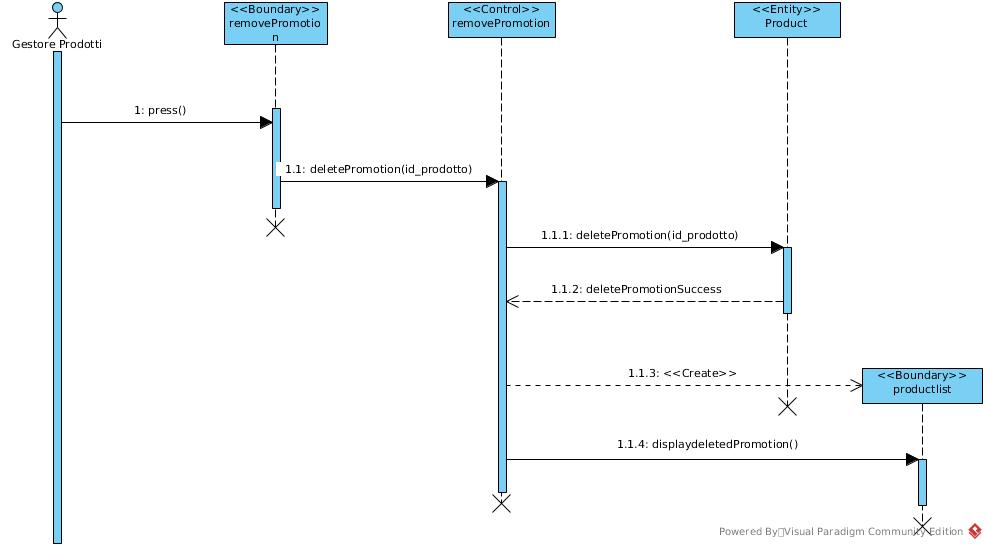 <<Boundary>>
removePromotio
n
<<Control>>
removePromotion
<<Entity>>
Product
Gestore Prodotti
1: press()
1.1: deletePromotion(id_prodotto)
1.1.1: deletePromotion(id_prodotto)
1.1.2: deletePromotionSuccess
1.1.3: <<Create>>
<<Boundary>>
productlist
1.1.4: displaydeletedPromotion()
Powered By Visual Paradigm Community Edition